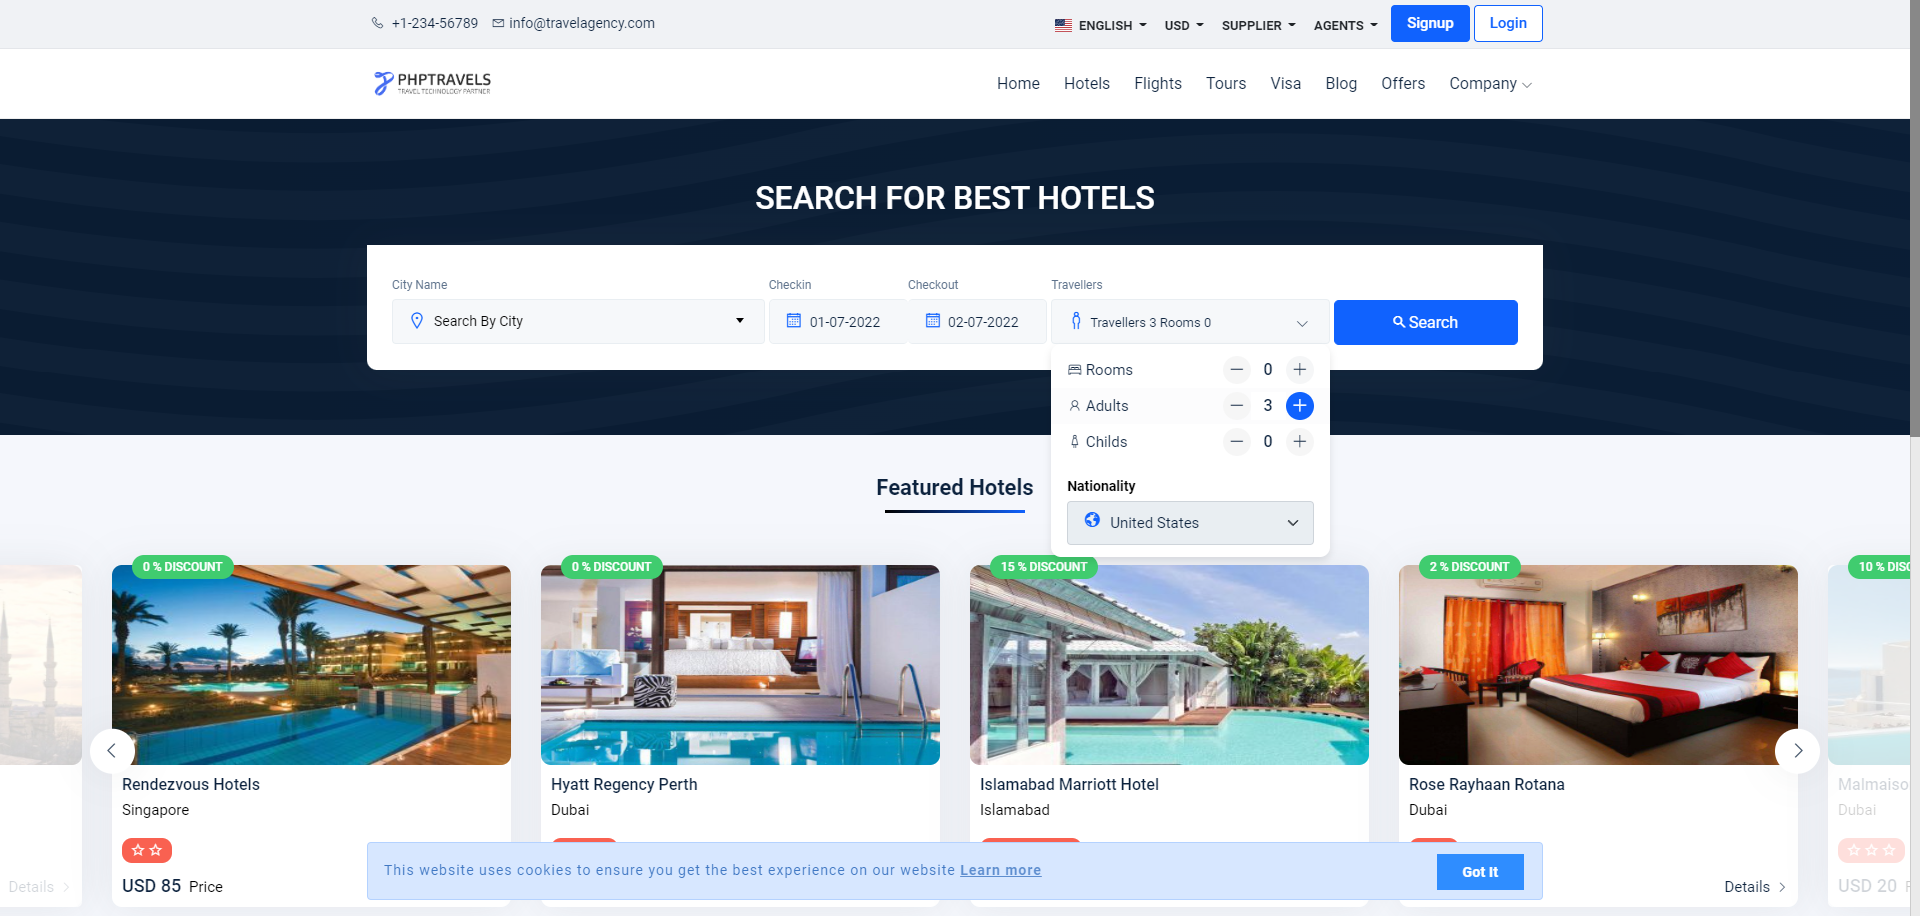 +1-234-56789 info@travelagency.com
ENGLISH USD SUPPLIER AGENTS Signup Login
PHPTRAVELS
TRAVEL TECHNOLOGY PARTNER
Home Hotels Flights Tours Visa Blog Offers Company
SEARCH FOR BEST HOTELS
City Name Checkin Checkout Travellers
Search By City 01-07-2022 02-07-2022 Travellers 3 Rooms 0 Search
Rooms 0
Adults 3
Childs 0
Nationality
United States
Featured Hotels
0 % DISCOUNT 0 % DISCOUNT 15 % DISCOUNT 2 % DISCOUNT 10 % DISC
Rendezvous Hotels Hyatt Regency Perth Islamabad Marriott Hotel Rose Rayhaan Rotana Malmaiso
Singapore Dubai Islamabad Dubai Dubai
This website uses cookies to ensure you get the best experience on our website Learn more Got It
Details USD 85 Price Details USD 20